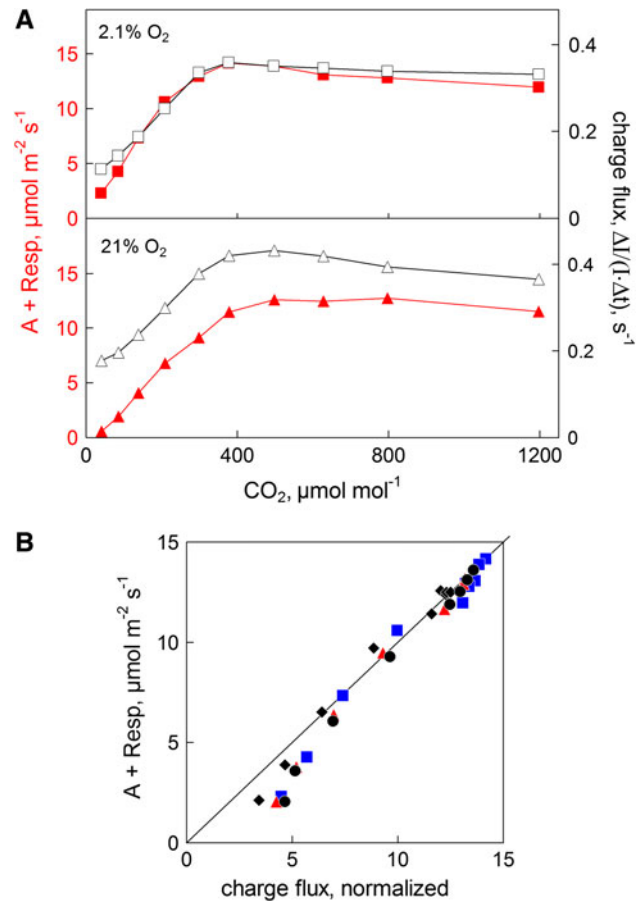 A
2.1% O₂
15
10
5
0
0.4
0.2
0
21% O₂
15
10
5
0
0.4
0.2
0
A + Resp, µmol m⁻² s⁻¹
charge flux, ΔI/(I·Δt), s⁻¹
0 400 800 1200
CO₂, µmol mol⁻¹
B
15
10
5
0
A + Resp, µmol m⁻² s⁻¹
0 5 10 15
charge flux, normalized